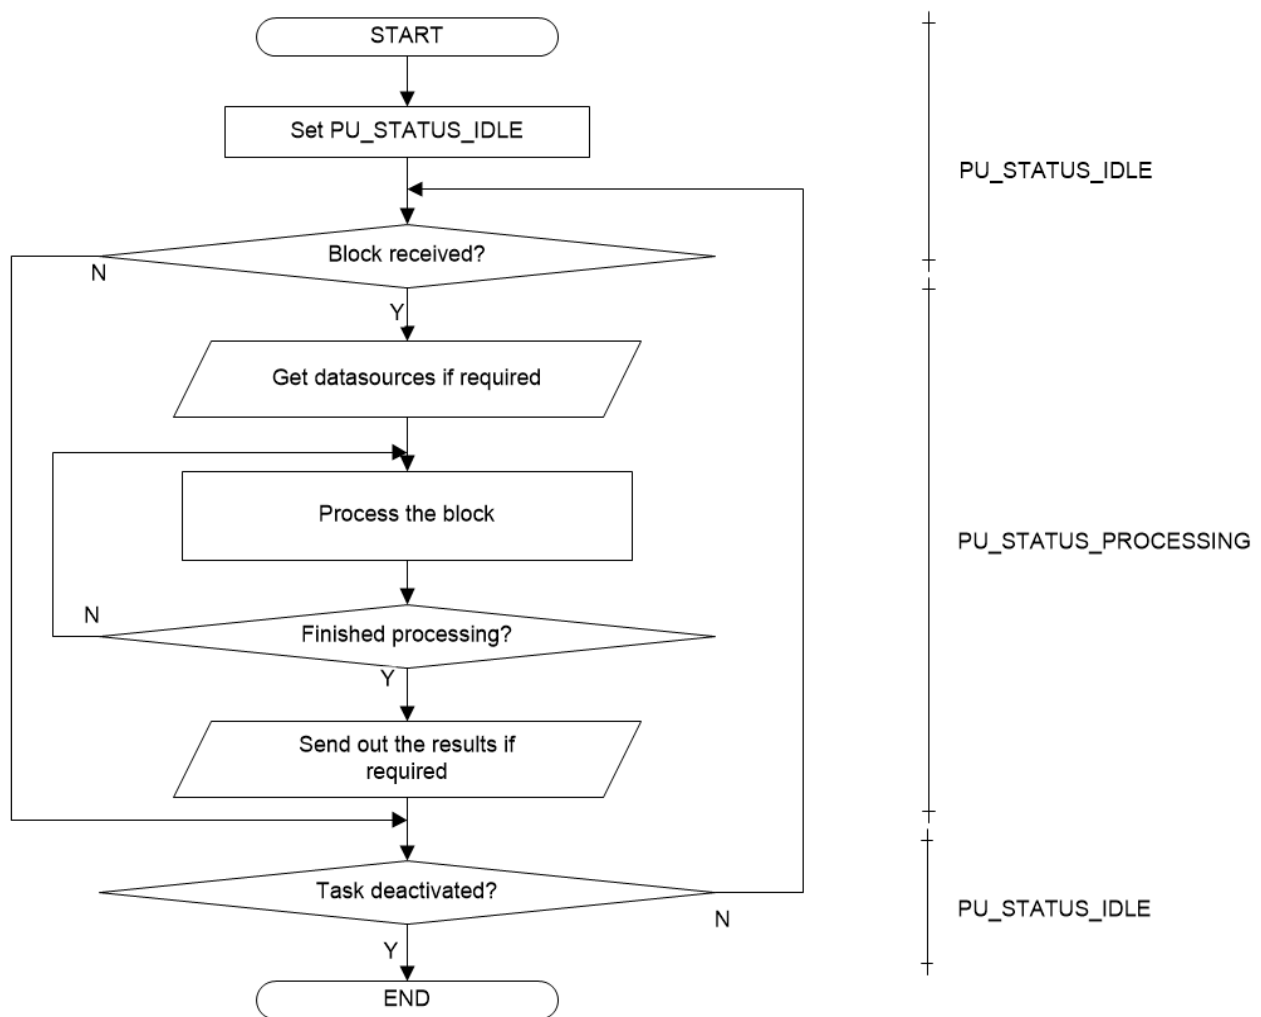 START
Set PU_STATUS_IDLE
PU_STATUS_IDLE
Block received?
N
Y
Get datasources if required
Process the block
PU_STATUS_PROCESSING
N
Finished processing?
Y
Send out the results if
required
Task deactivated?
N
PU_STATUS_IDLE
Y
END